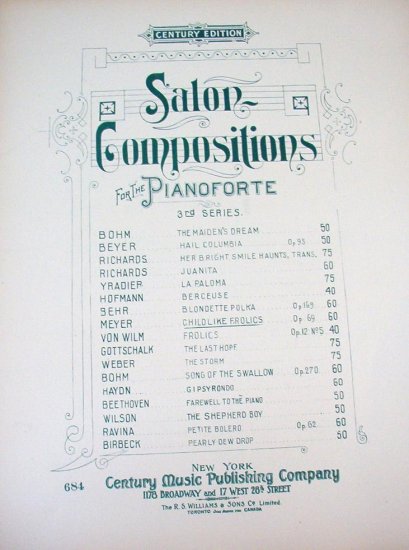 CENTURY EDITION
Salon
Compositions
FOR THE PIANOFORTE
3rd SERIES.
BOHM THE MAIDEN'S DREAM 50
BEYER HAIL COLUMBIA Op. 93 50
RICHARDS HER BRIGHT SMILE HAUNTS, TRANS. 75
RICHARDS JUANITA 60
YRADIER LA PALOMA 75
HOFMANN BERCEUSE 40
BEHR BLONDETTE POLKA Op. 169 60
MEYER CHILDLIKE FROLICS Op. 69 60
VON WILM FROLICS Op. 12 No 5 40
GOTTSCHALK THE LAST HOPE 75
WEBER THE STORM 75
BOHM SONG OF THE SWALLOW Op. 270 60
HAYDN GIPSY RONDO 60
BEETHOVEN FAREWELL TO THE PIANO 50
WILSON THE SHEPHERD BOY 50
RAVINA PETITE BOLERO Op. 62 60
BIRBECK PEARLY DEW DROP 50
NEW YORK
684 Century Music Publishing Company
1178 BROADWAY and 17 WEST 28th STREET
The R. S. WILLIAMS & SONS Co. Limited.
TORONTO, CANADA